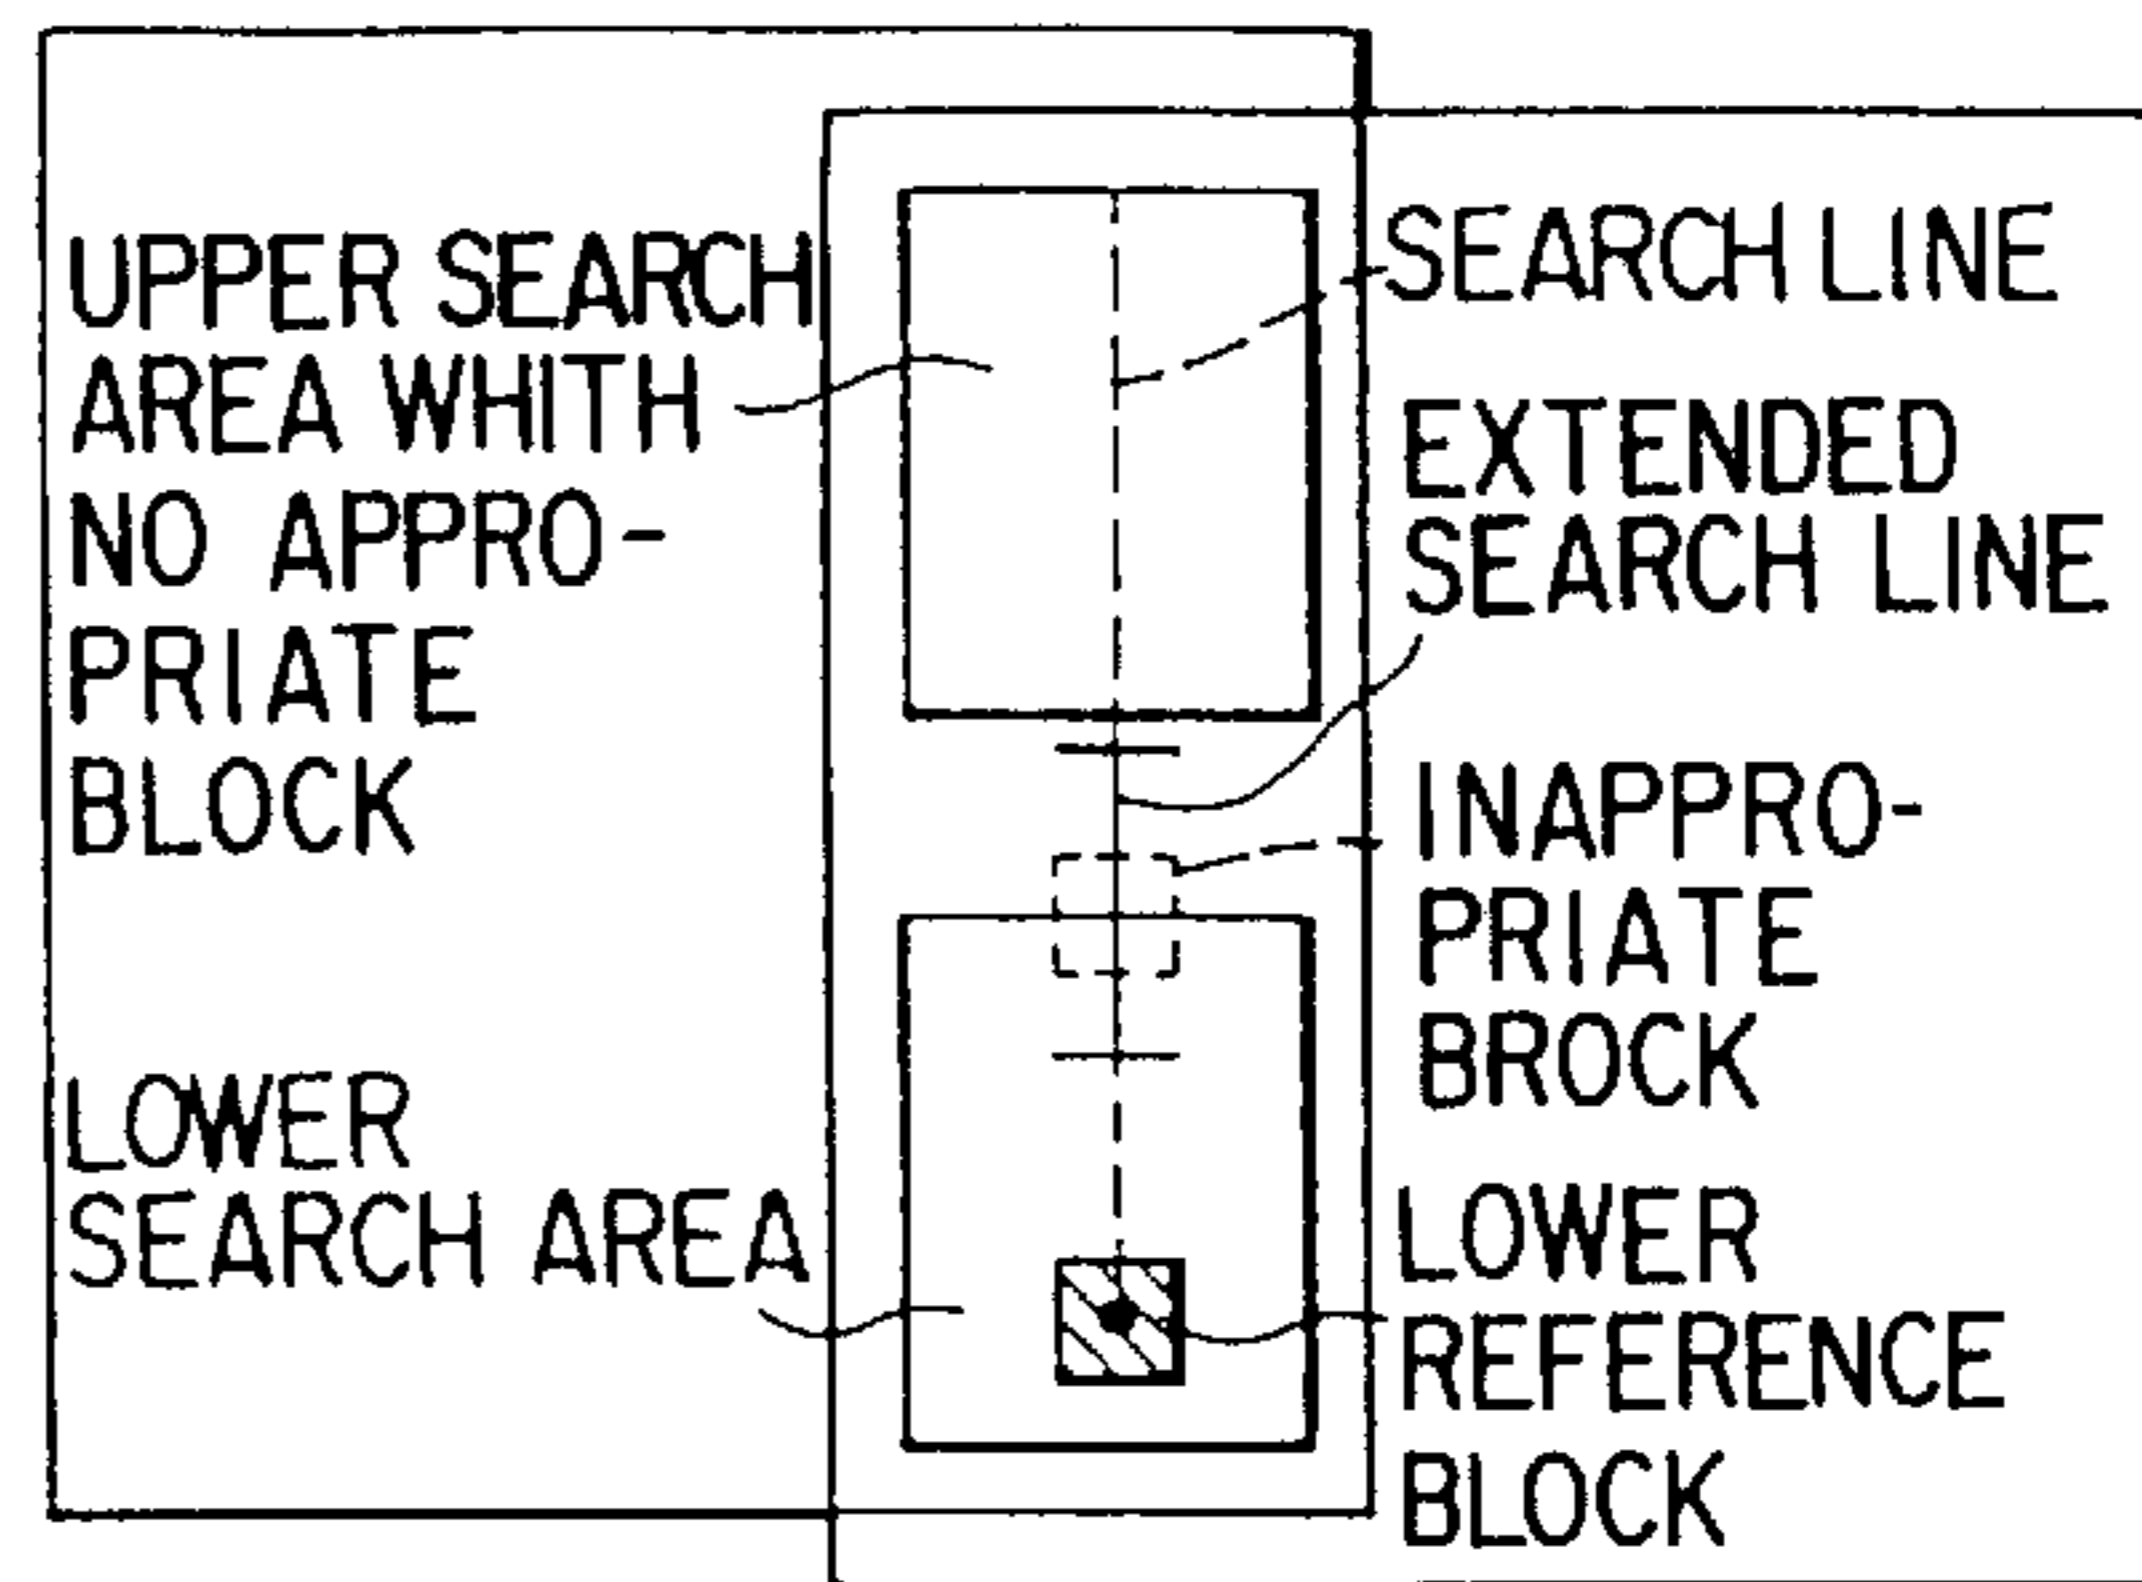 UPPER SEARCH
AREA WHITH
NO APPRO-
PRIATE
BLOCK
LOWER
SEARCH AREA
SEARCH LINE
EXTENDED
SEARCH LINE
INAPPRO-
PRIATE
BROCK
LOWER
REFERENCE
BLOCK